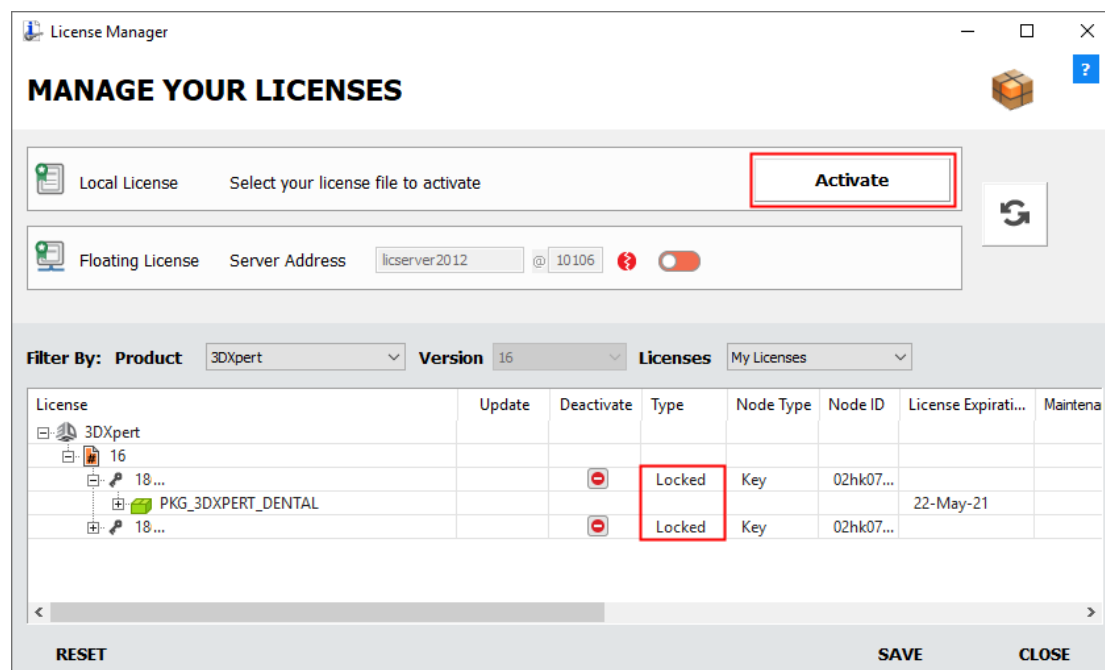 License Manager
?
MANAGE YOUR LICENSES
Local License Select your license file to activate Activate
Floating License Server Address licserver2012 @ 10106
Filter By: Product 3DXpert Version 16 Licenses My Licenses
License Update Deactivate Type Node Type Node ID License Expirati... Maintena
3DXpert
# 16
18... Locked Key 02hk07...
PKG_3DXPERT_DENTAL 22-May-21
18... Locked Key 02hk07...
RESET SAVE CLOSE